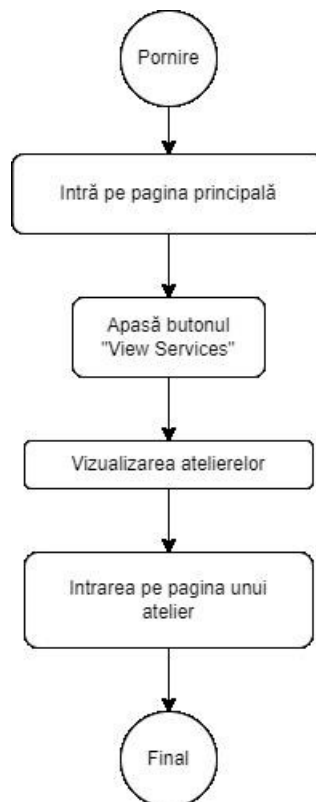 Pornire
Intră pe pagina principală
Apasă butonul
"View Services"
Vizualizarea atelierelor
Intrarea pe pagina unui
atelier
Final